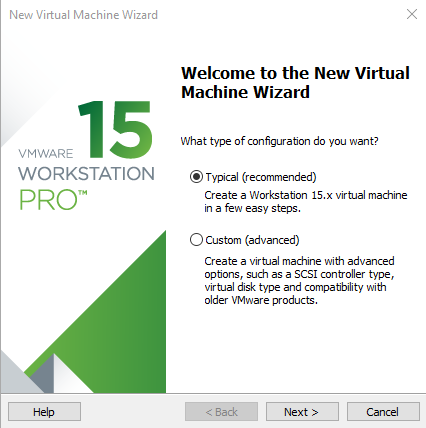 New Virtual Machine Wizard
15
VMWARE
WORKSTATION
PRO™
Welcome to the New Virtual
Machine Wizard
What type of configuration do you want?
Typical (recommended)
Create a Workstation 15.x virtual machine
in a few easy steps.
Custom (advanced)
Create a virtual machine with advanced
options, such as a SCSI controller type,
virtual disk type and compatibility with
older VMware products.
Help
< Back
Next >
Cancel